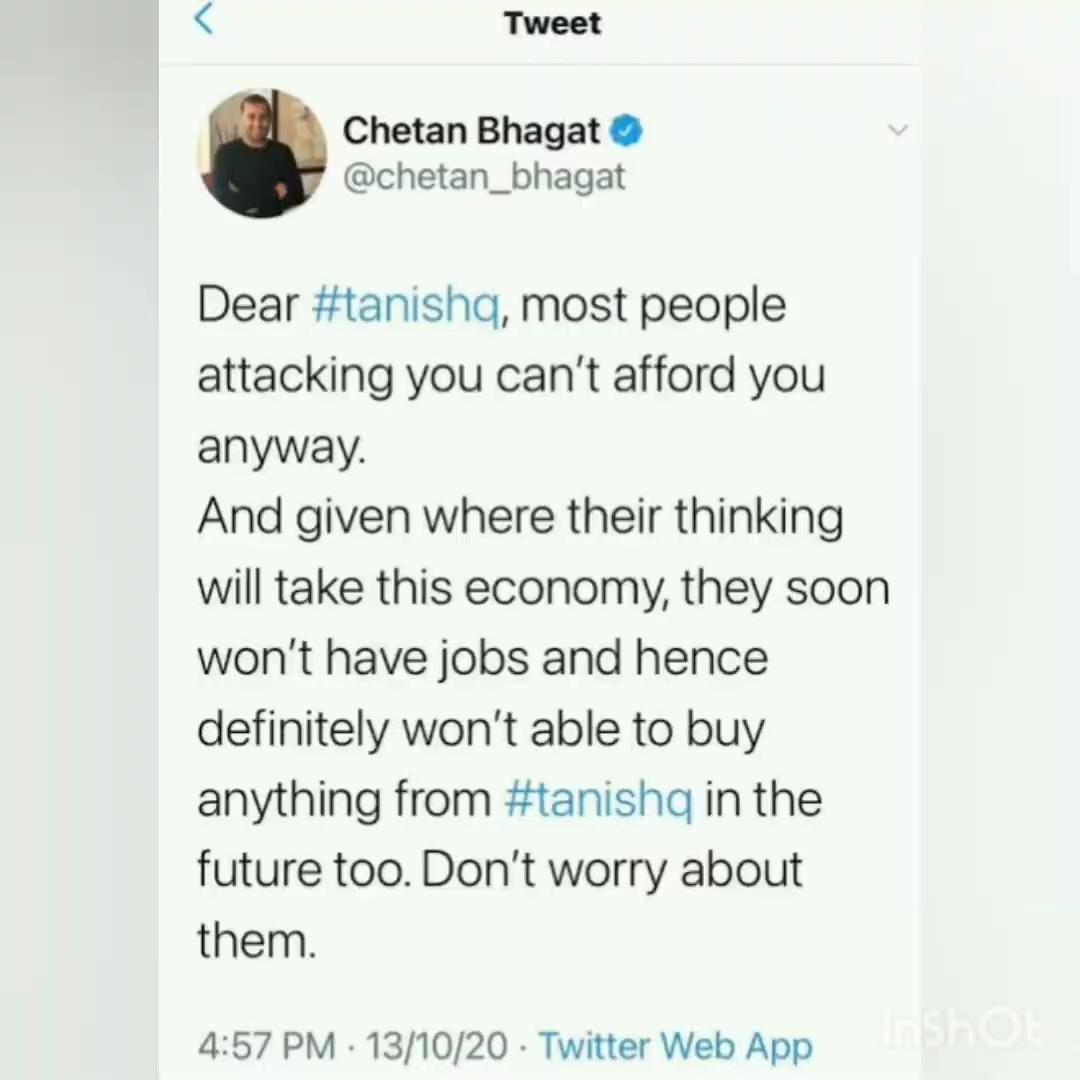 Tweet
Chetan Bhagat
@chetan_bhagat
Dear #tanishq, most people
attacking you can't afford you
anyway.
And given where their thinking
will take this economy, they soon
won't have jobs and hence
definitely won't able to buy
anything from #tanishq in the
future too. Don't worry about
them.
4:57 PM · 13/10/20 · Twitter Web App
InShOt